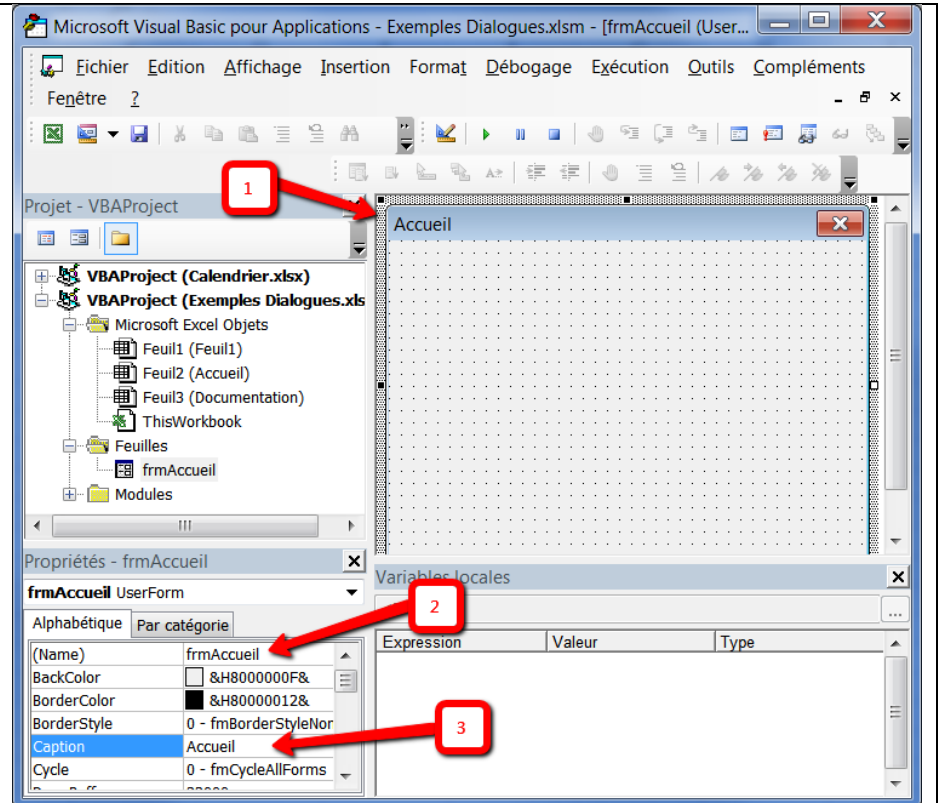 Microsoft Visual Basic pour Applications - Exemples Dialogues.xlsm - [frmAccueil (User...
Fichier Edition Affichage Insertion Format Débogage Exécution Outils Compléments
Fenêtre ?
1
Projet - VBAProject
Accueil
VBAProject (Calendrier.xlsx)
VBAProject (Exemples Dialogues.xls
Microsoft Excel Objets
Feuil1 (Feuil1)
Feuil2 (Accueil)
Feuil3 (Documentation)
ThisWorkbook
Feuilles
frmAccueil
Modules
Propriétés - frmAccueil
Variables locales
frmAccueil UserForm
2
...
Alphabétique Par catégorie
Expression Valeur Type
(Name) frmAccueil
BackColor &H8000000F&
BorderColor &H80000012&
BorderStyle 0 - fmBorderStyleNor
3
Caption Accueil
Cycle 0 - fmCycleAllForms